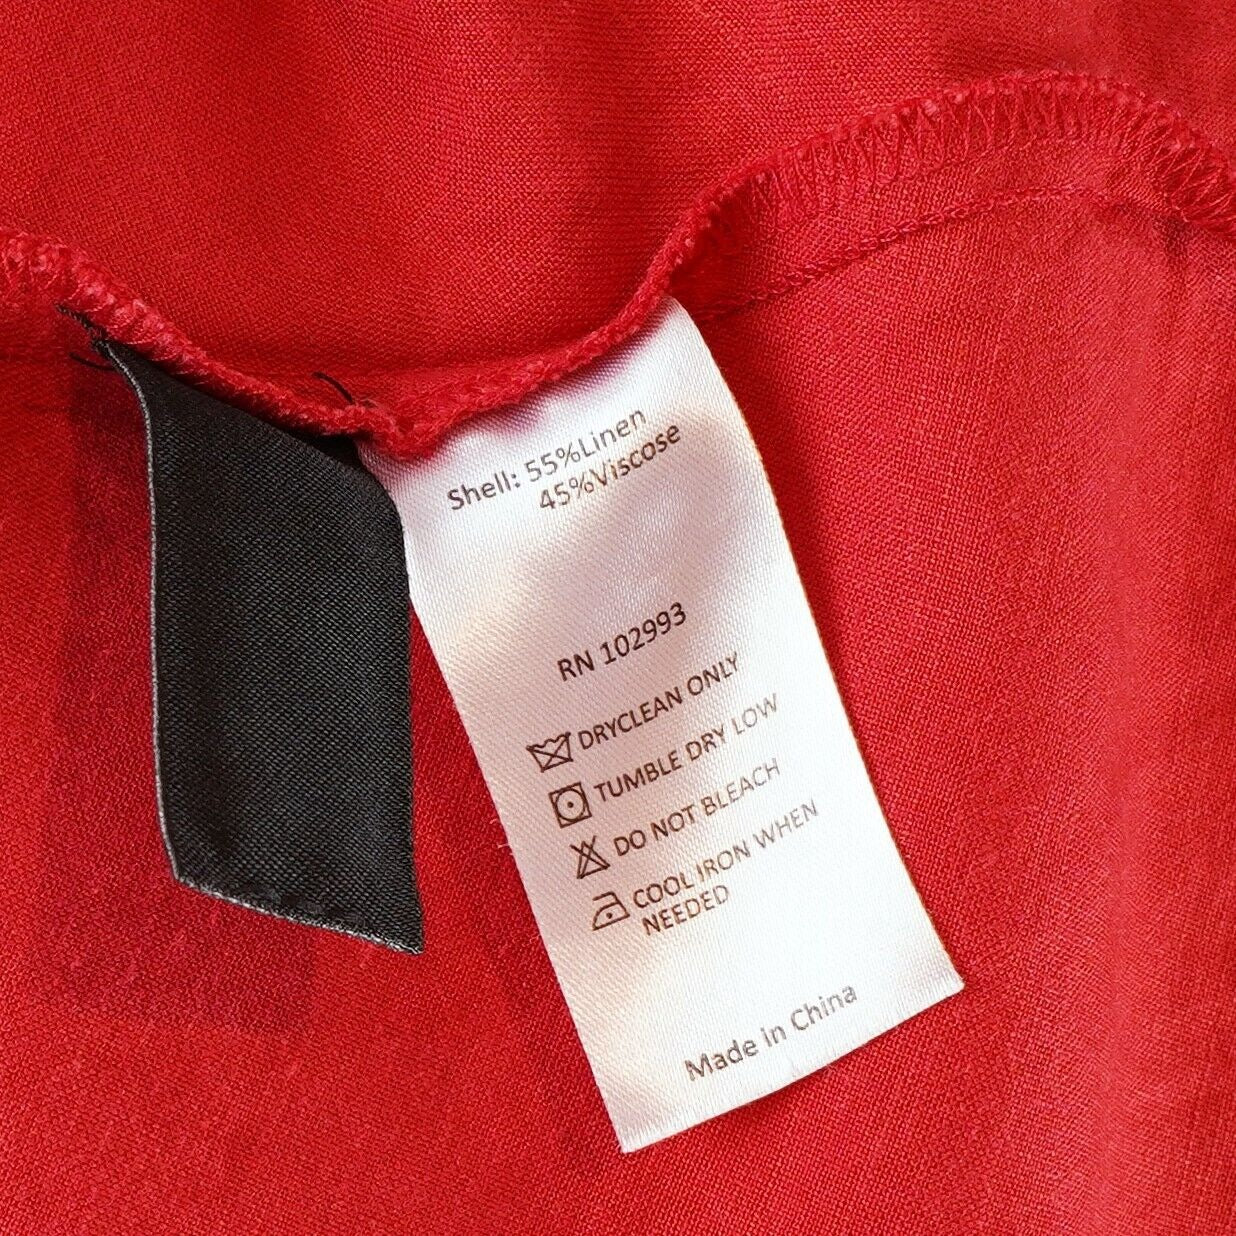 Shell: 55%Linen
45%Viscose
RN 102993
DRYCLEAN ONLY
TUMBLE DRY LOW
DO NOT BLEACH
COOL IRON WHEN
NEEDED
Made in China